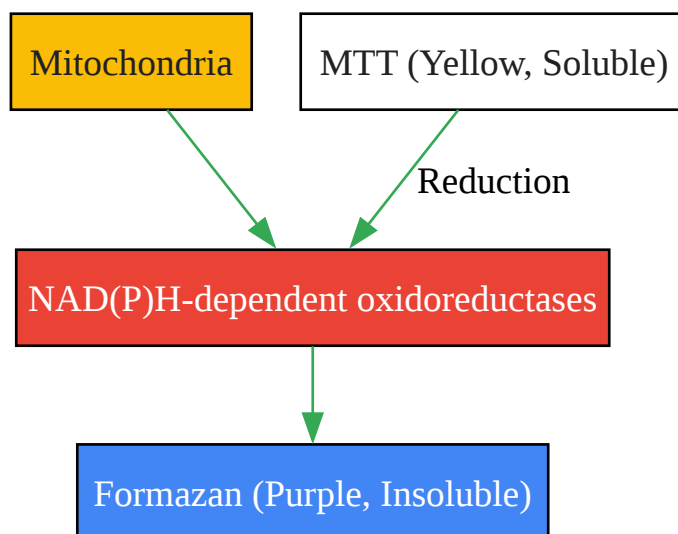 Mitochondria
MTT (Yellow, Soluble)
Reduction
NAD(P)H-dependent oxidoreductases
Formazan (Purple, Insoluble)